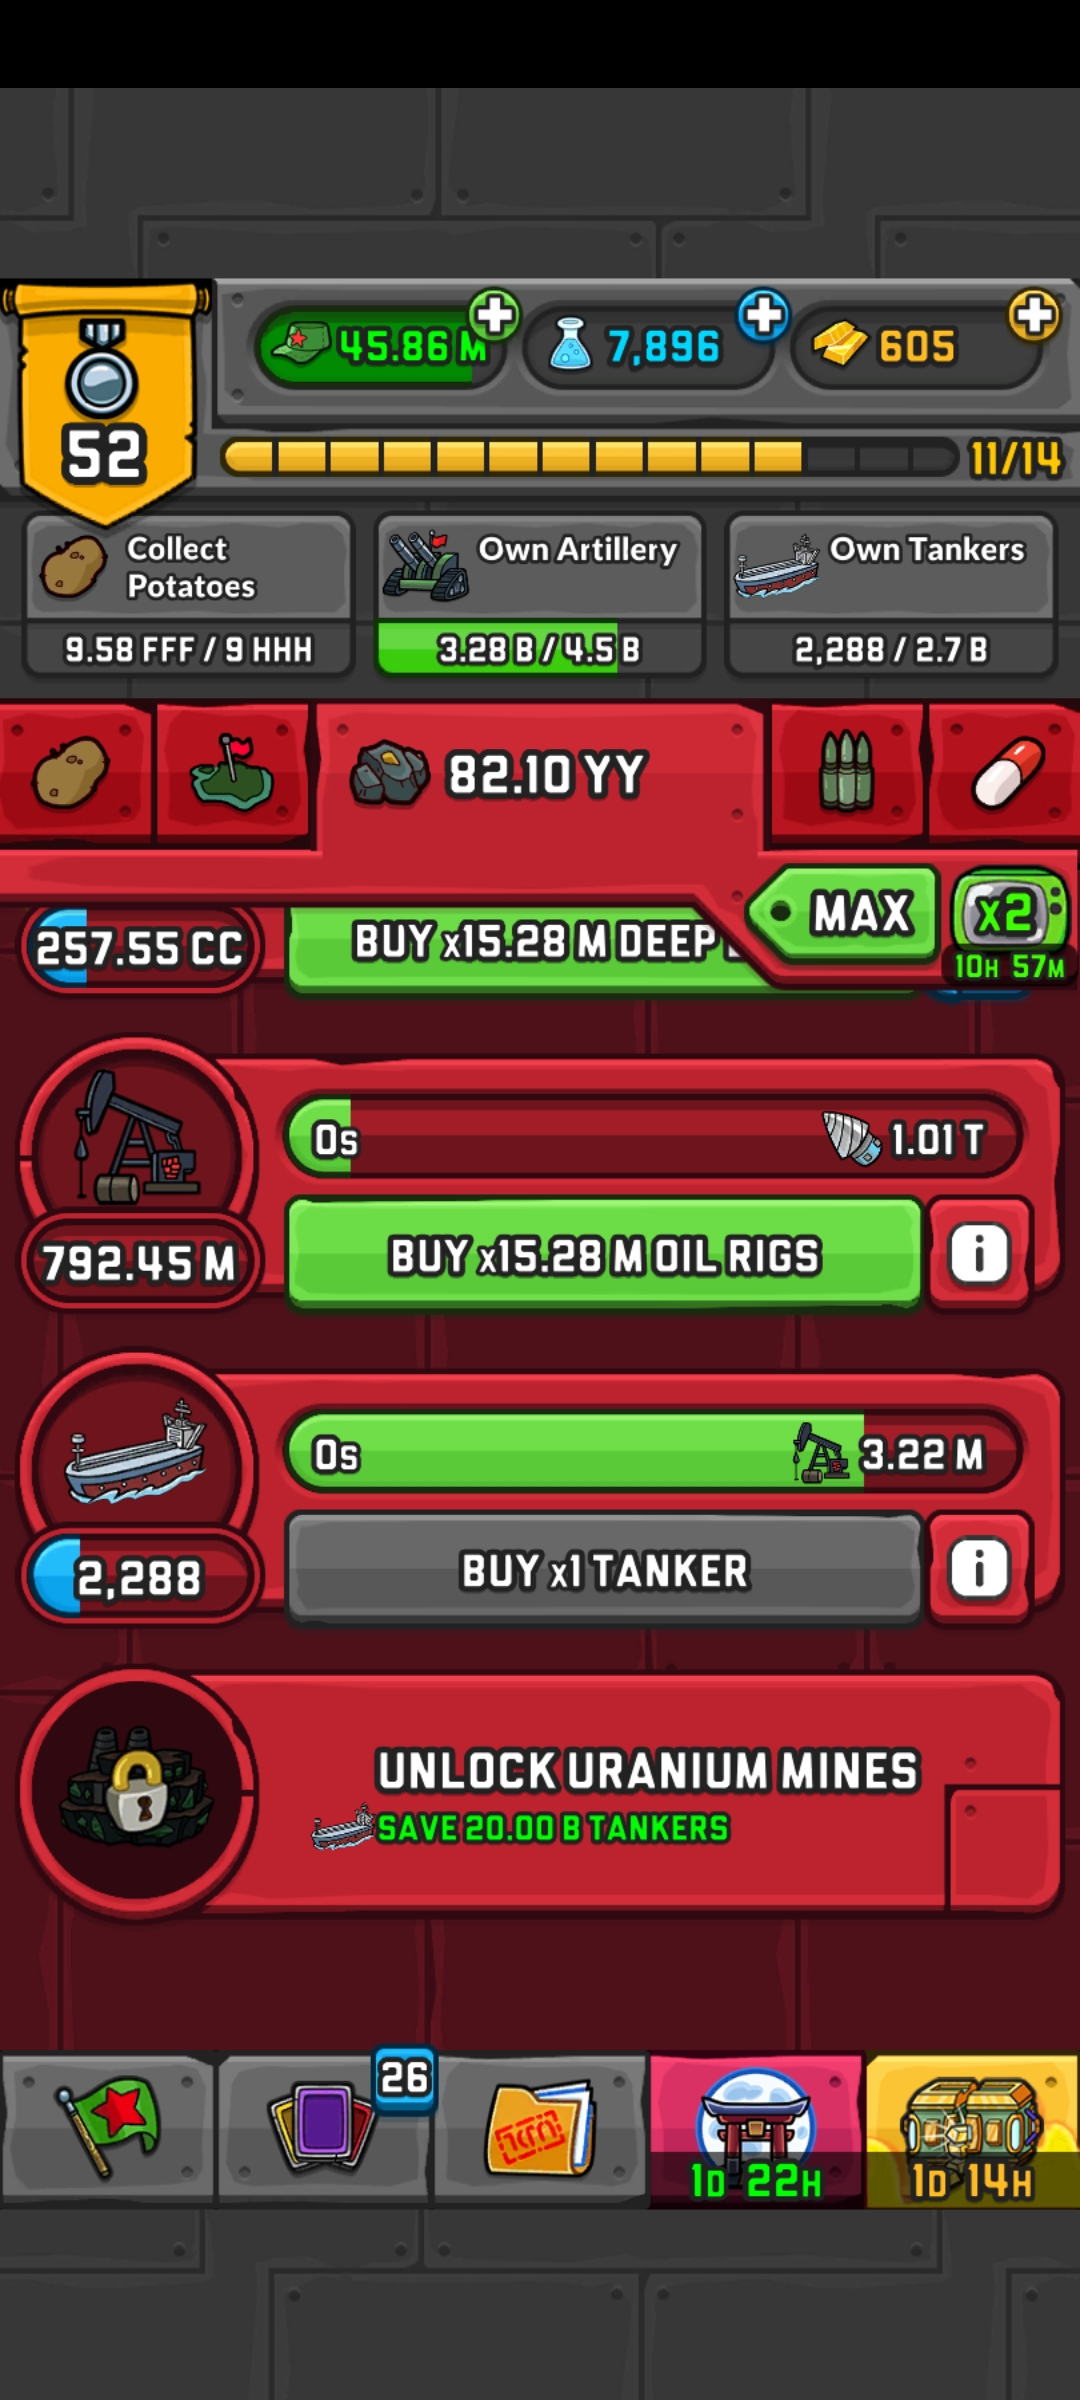 45.86 M
7,896
605
52
11/14
Collect
Potatoes
Own Artillery
Own Tankers
9.58 FFF / 9 HHH
3.28 B / 4.5 B
2,288 / 2.7 B
82.10 YY
MAX
x2
10H 57M
257.55 CC
BUY x15.28 M DEEP
0s
1.01 T
792.45 M
BUY x15.28 M OIL RIGS
i
0s
3.22 M
2,288
BUY x1 TANKER
i
UNLOCK URANIUM MINES
SAVE 20.00 B TANKERS
26
1D 22H
1D 14H